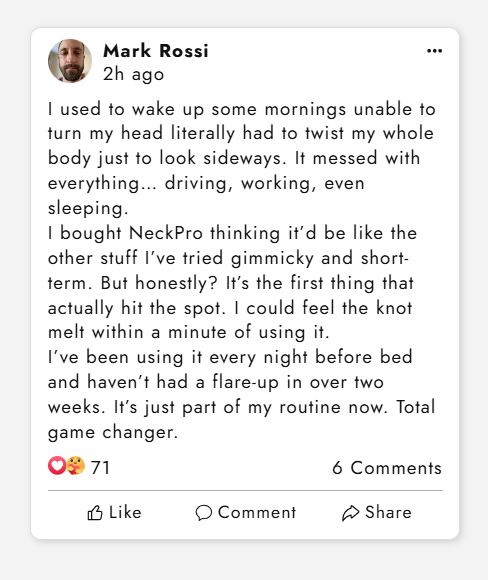 Mark Rossi
2h ago
I used to wake up some mornings unable to
turn my head literally had to twist my whole
body just to look sideways. It messed with
everything... driving, working, even
sleeping.
I bought NeckPro thinking it'd be like the
other stuff I've tried gimmicky and short-
term. But honestly? It's the first thing that
actually hit the spot. I could feel the knot
melt within a minute of using it.
I've been using it every night before bed
and haven't had a flare-up in over two
weeks. It's just part of my routine now. Total
game changer.
71 6 Comments
Like Comment Share